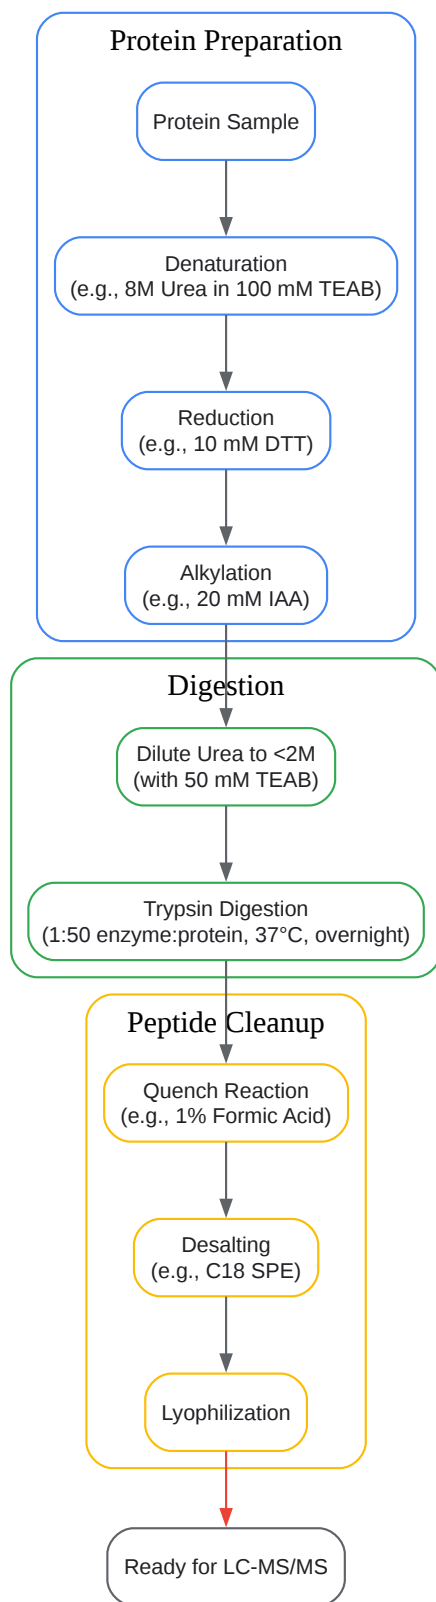 Protein Preparation
Protein Sample
Denaturation
(e.g., 8M Urea in 100 mM TEAB)
Reduction
(e.g., 10 mM DTT)
Alkylation
(e.g., 20 mM IAA)
Digestion
Dilute Urea to <2M
(with 50 mM TEAB)
Trypsin Digestion
(1:50 enzyme:protein, 37°C, overnight)
Peptide Cleanup
Quench Reaction
(e.g., 1% Formic Acid)
Desalting
(e.g., C18 SPE)
Lyophilization
Ready for LC-MS/MS